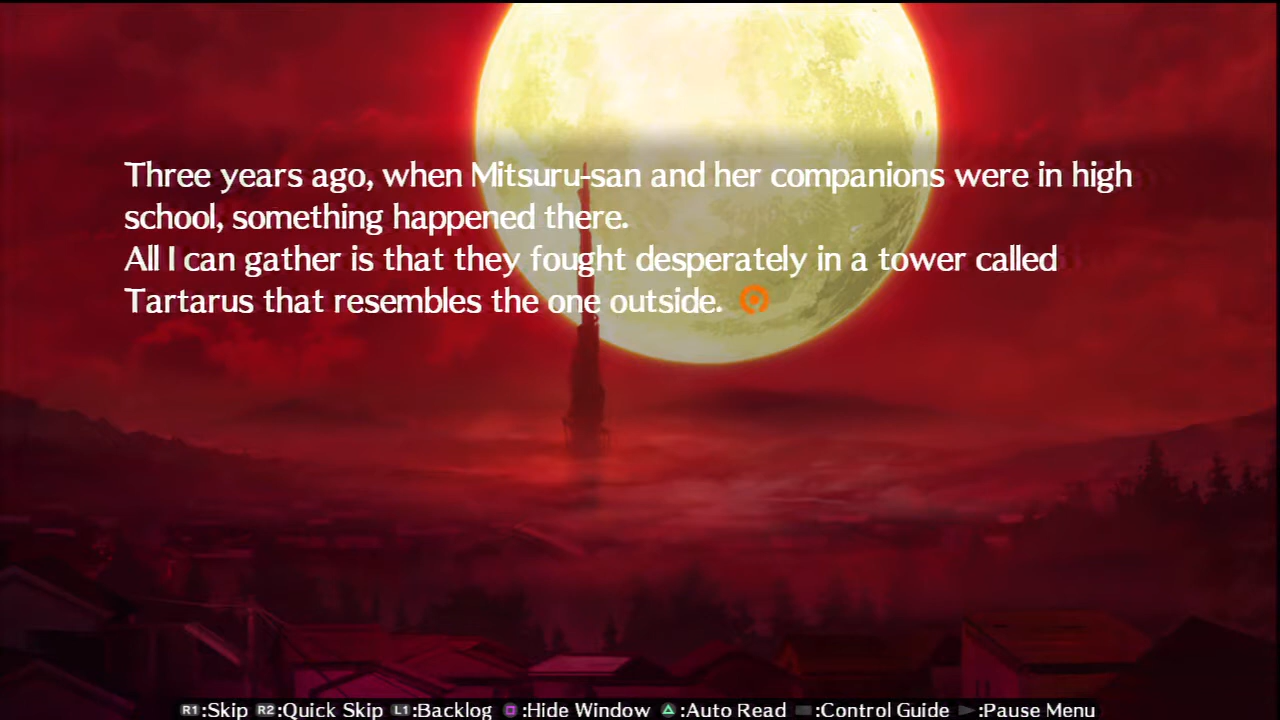 Three years ago, when Mitsuru-san and her companions were in high
school, something happened there.
All I can gather is that they fought desperately in a tower called
Tartarus that resembles the one outside.
R1:Skip R2:Quick Skip L1:Backlog :Hide Window :Auto Read :Control Guide :Pause Menu